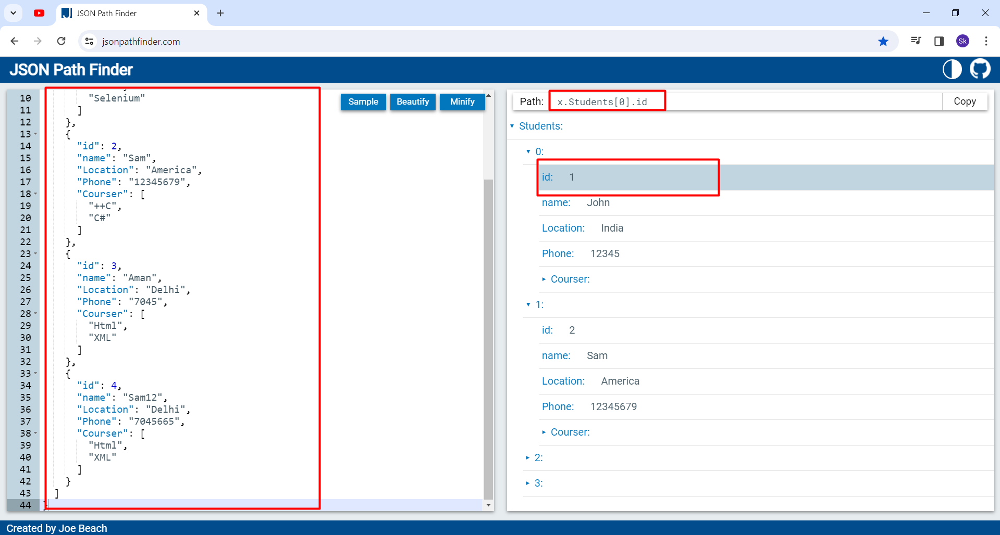 JSON Path Finder
jsonpathfinder.com
Sk
JSON Path Finder
Sample Beautify Minify
10 "Selenium"
11 ]
12 },
13 {
14 "id": 2,
15 "name": "Sam",
16 "Location": "America",
17 "Phone": "12345679",
18 "Courser": [
19 "++C",
20 "C#"
21 ]
22 },
23 {
24 "id": 3,
25 "name": "Aman",
26 "Location": "Delhi",
27 "Phone": "7045",
28 "Courser": [
29 "Html",
30 "XML"
31 ]
32 },
33 {
34 "id": 4,
35 "name": "Sam12",
36 "Location": "Delhi",
37 "Phone": "7045665",
38 "Courser": [
39 "Html",
40 "XML"
41 ]
42 }
43 ]
44 }
Path: x.Students[0].id Copy
Students:
0:
id: 1
name: John
Location: India
Phone: 12345
Courser:
1:
id: 2
name: Sam
Location: America
Phone: 12345679
Courser:
2:
3:
Created by Joe Beach